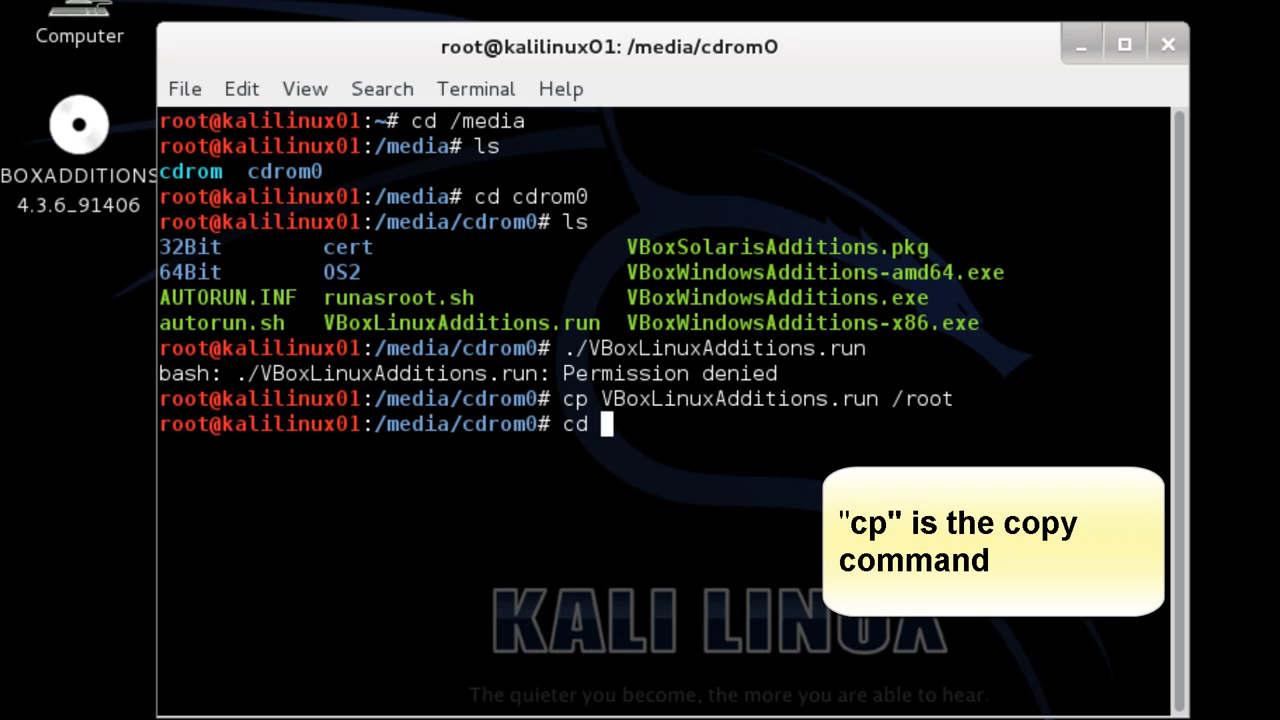 Computer
BOXADDITIONS
4.3.6_91406
root@kalilinux01: /media/cdrom0
File Edit View Search Terminal Help
root@kalilinux01:~# cd /media
root@kalilinux01:/media# ls
cdrom cdrom0
root@kalilinux01:/media# cd cdrom0
root@kalilinux01:/media/cdrom0# ls
32Bit cert VBoxSolarisAdditions.pkg
64Bit OS2 VBoxWindowsAdditions-amd64.exe
AUTORUN.INF runasroot.sh VBoxWindowsAdditions.exe
autorun.sh VBoxLinuxAdditions.run VBoxWindowsAdditions-x86.exe
root@kalilinux01:/media/cdrom0# ./VBoxLinuxAdditions.run
bash: ./VBoxLinuxAdditions.run: Permission denied
root@kalilinux01:/media/cdrom0# cp VBoxLinuxAdditions.run /root
root@kalilinux01:/media/cdrom0# cd
"cp" is the copy
command
KALI LINUX
The quieter you become, the more you are able to hear.